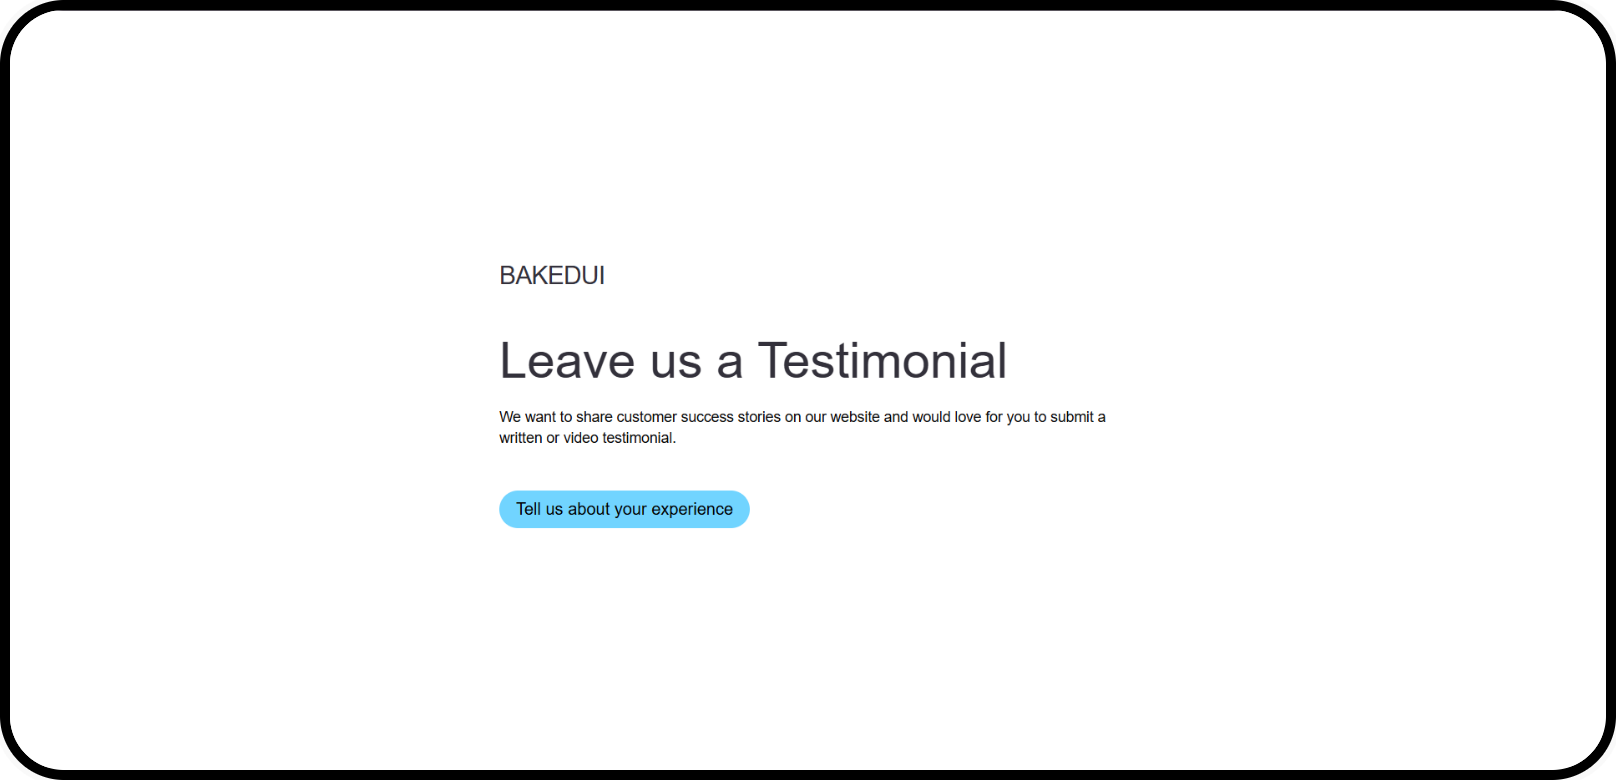 BAKEDUI
Leave us a Testimonial
We want to share customer success stories on our website and would love for you to submit a
written or video testimonial.
Tell us about your experience